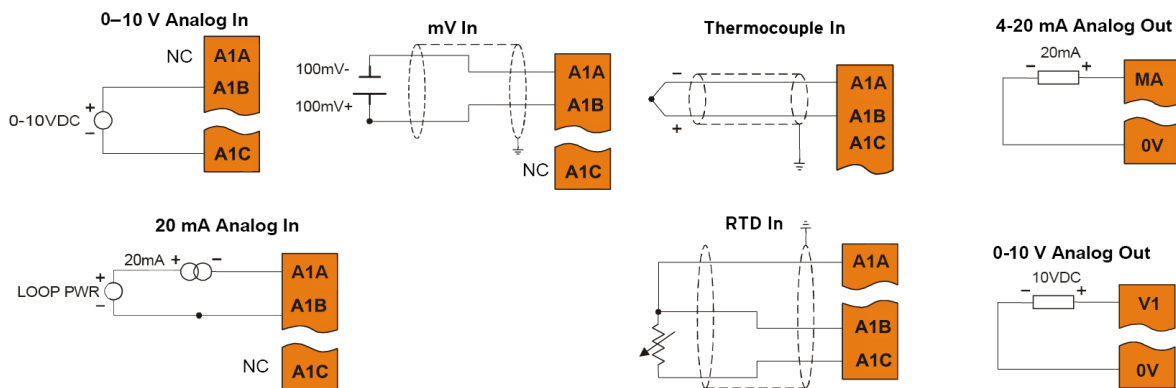 0–10 V Analog In
NC
A1A
A1B
A1C
+
0-10VDC
−
mV In
100mV-
100mV+
A1A
A1B
NC
A1C
Thermocouple In
−
+
A1A
A1B
A1C
4-20 mA Analog Out
20mA
− +
MA
0V
20 mA Analog In
20mA + −
+
LOOP PWR
−
A1A
A1B
NC
A1C
RTD In
A1A
A1B
A1C
0-10 V Analog Out
10VDC
− +
V1
0V